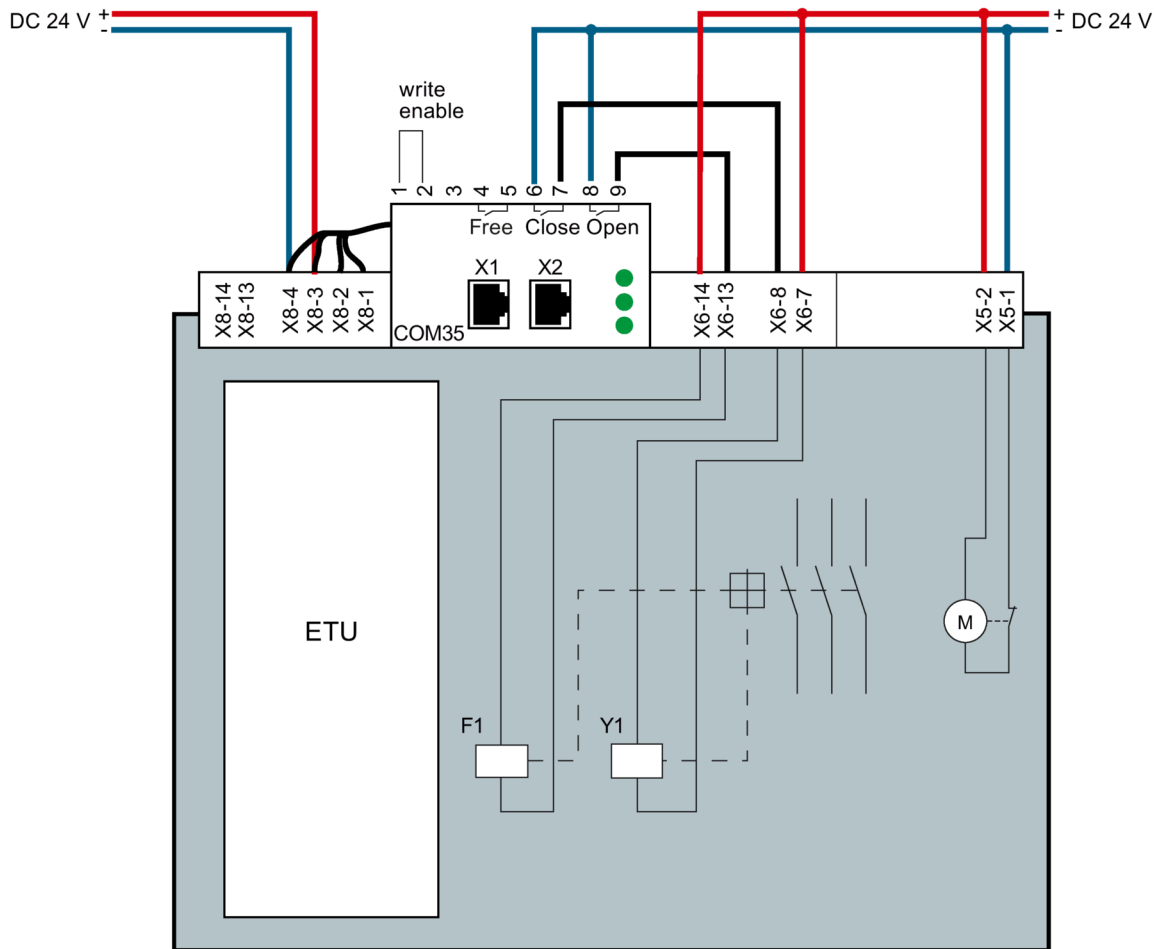 DC 24 V +
-
+ DC 24 V
-
write
enable
1
2
3
4
5
6
7
8
9
Free
Close
Open
X1
X2
COM35
X8-14
X8-13
X8-4
X8-3
X8-2
X8-1
X6-14
X6-13
X6-8
X6-7
X5-2
X5-1
ETU
M
F1
Y1